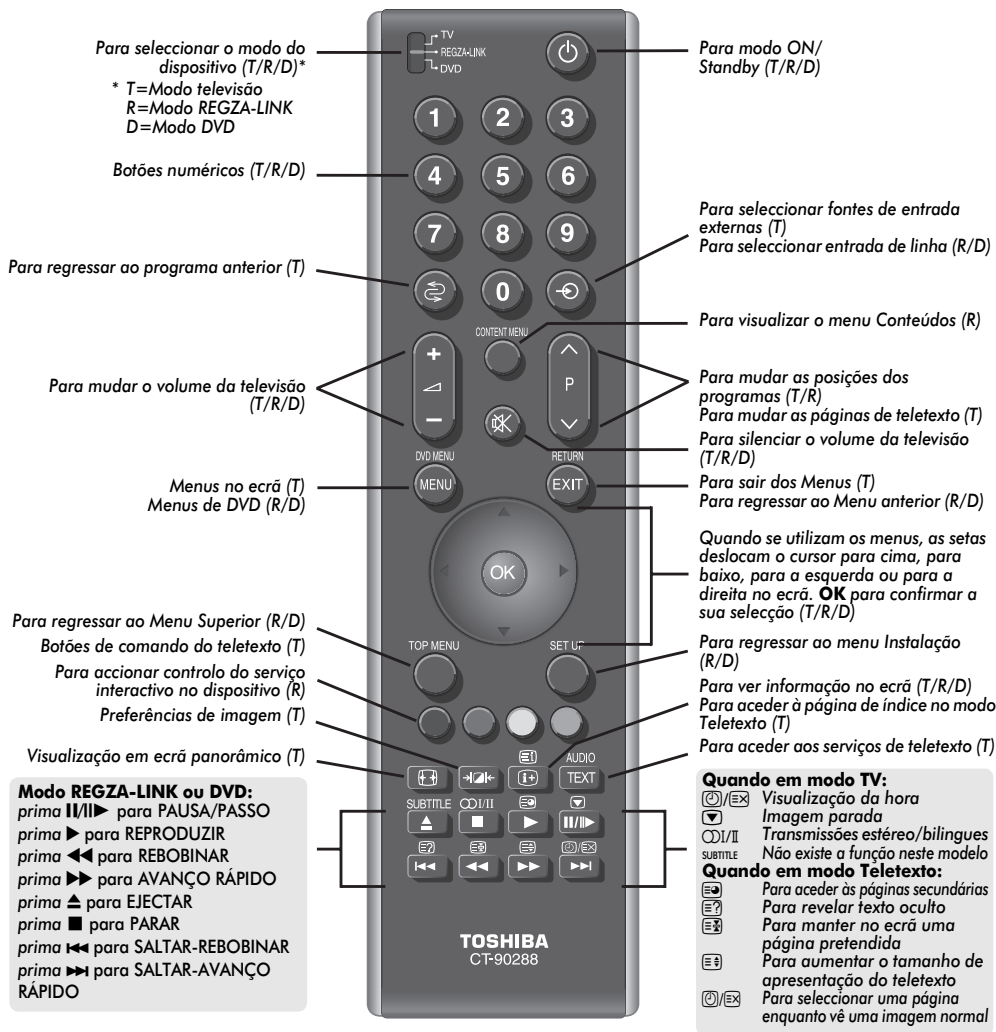 Para seleccionar o modo do
dispositivo (T/R/D)*
* T=Modo televisão
R=Modo REGZA-LINK
D=Modo DVD
Botões numéricos (T/R/D)
Para regressar ao programa anterior (T)
Para mudar o volume da televisão
(T/R/D)
Menus no ecrã (T)
Menus de DVD (R/D)
Para regressar ao Menu Superior (R/D)
Botões de comando do teletexto (T)
Para accionar controlo do serviço
interactivo no dispositivo (R)
Preferências de imagem (T)
Visualização em ecrã panorâmico (T)
Modo REGZA-LINK ou DVD:
prima II/II▶ para PAUSA/PASSO
prima ▶ para REPRODUZIR
prima ◀◀ para REBOBINAR
prima ▶▶ para AVANÇO RÁPIDO
prima ⏏ para EJECTAR
prima ■ para PARAR
prima I◀◀ para SALTAR-REBOBINAR
prima ▶▶I para SALTAR-AVANÇO
RÁPIDO
TV
REGZA-LINK
DVD
1 2 3
4 5 6
7 8 9
0
CONTENT MENU
+
P
−
DVD MENU
RETURN
MENU
EXIT
OK
TOP MENU
SET UP
AUDIO
i+
TEXT
SUBTITLE
I/II
TOSHIBA
CT-90288
Para modo ON/
Standby (T/R/D)
Para seleccionar fontes de entrada
externas (T)
Para seleccionar entrada de linha (R/D)
Para visualizar o menu Conteúdos (R)
Para mudar as posições dos
programas (T/R)
Para mudar as páginas de teletexto (T)
Para silenciar o volume da televisão
(T/R/D)
Para sair dos Menus (T)
Para regressar ao Menu anterior (R/D)
Quando se utilizam os menus, as setas
deslocam o cursor para cima, para
baixo, para a esquerda ou para a
direita no ecrã. OK para confirmar a
sua selecção (T/R/D)
Para regressar ao menu Instalação
(R/D)
Para ver informação no ecrã (T/R/D)
Para aceder à página de índice no modo
Teletexto (T)
Para aceder aos serviços de teletexto (T)
Quando em modo TV:
Visualização da hora
Imagem parada
I/II Transmissões estéreo/bilingues
SUBTITLE Não existe a função neste modelo
Quando em modo Teletexto:
Para aceder às páginas secundárias
Para revelar texto oculto
Para manter no ecrã uma
página pretendida
Para aumentar o tamanho de
apresentação do teletexto
Para seleccionar uma página
enquanto vê uma imagem normal